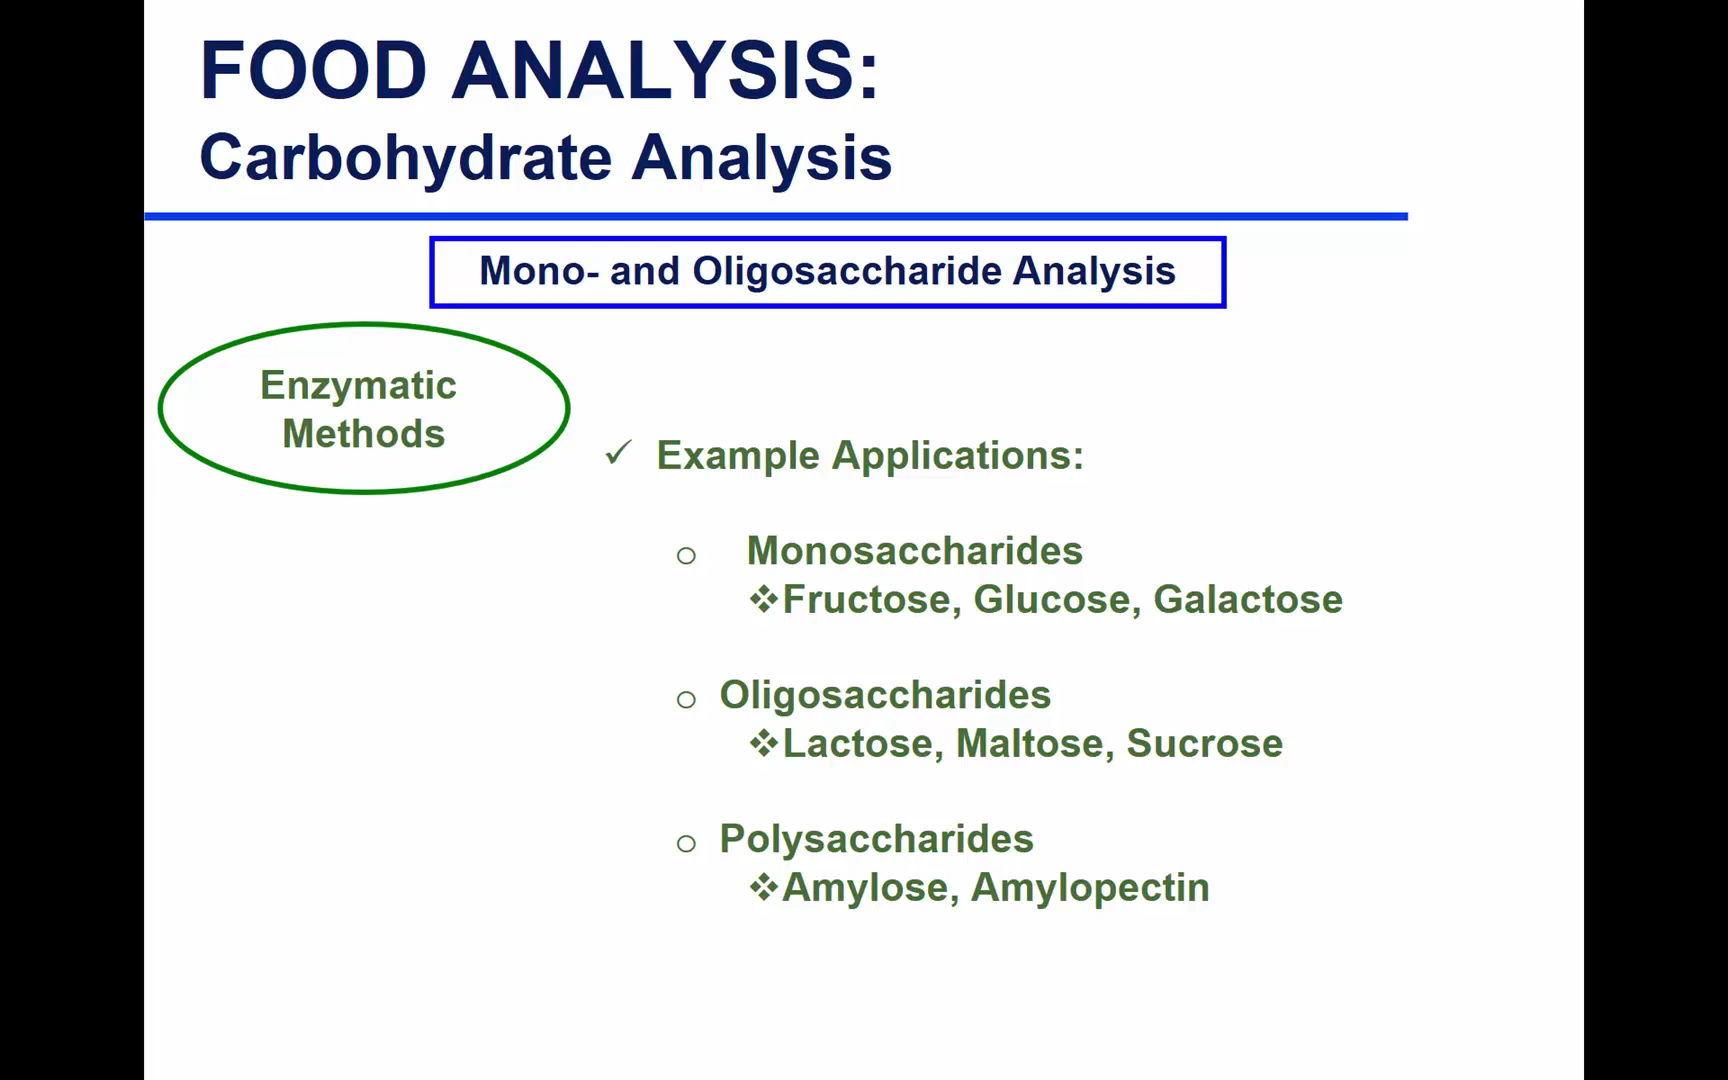 FOOD ANALYSIS:
Carbohydrate Analysis
Mono- and Oligosaccharide Analysis
Enzymatic
Methods
✓ Example Applications:
o Monosaccharides
❖Fructose, Glucose, Galactose
o Oligosaccharides
❖Lactose, Maltose, Sucrose
o Polysaccharides
❖Amylose, Amylopectin